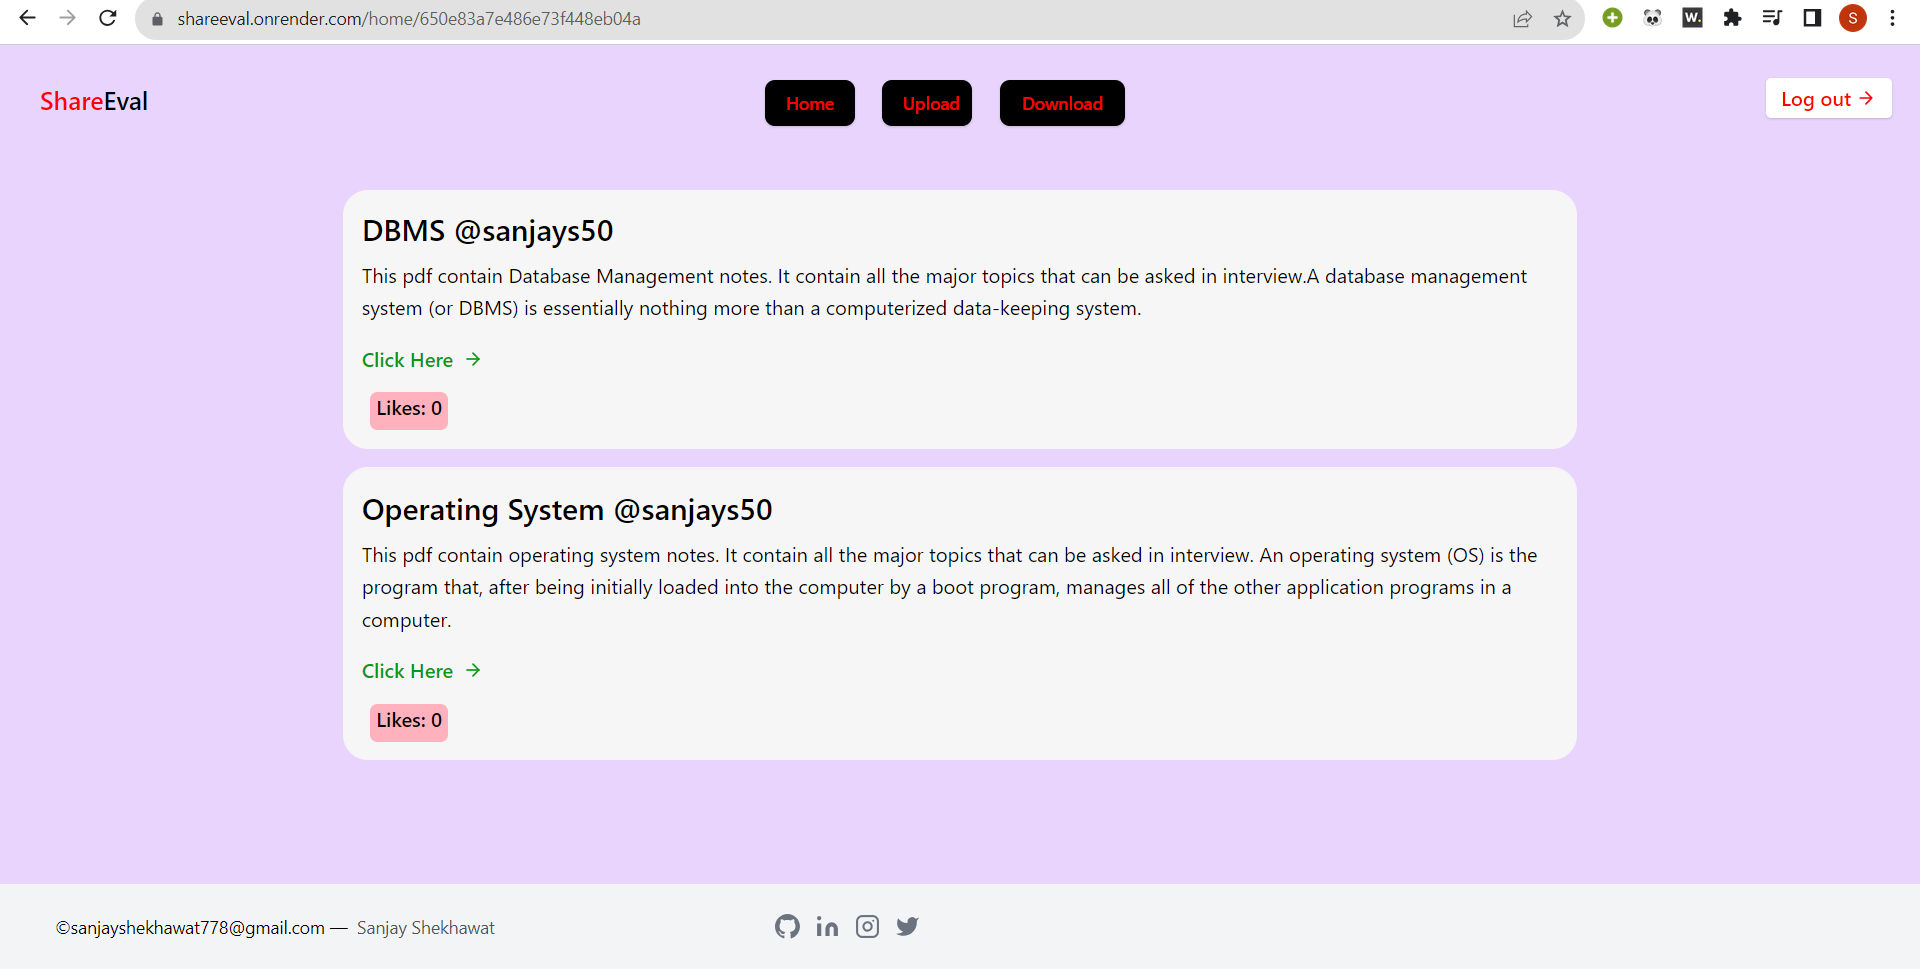 shareeval.onrender.com/home/650e83a7e486e73f448eb04a
W.
S
ShareEval
Home
Upload
Download
Log out →
DBMS @sanjays50
This pdf contain Database Management notes. It contain all the major topics that can be asked in interview.A database management
system (or DBMS) is essentially nothing more than a computerized data-keeping system.
Click Here →
Likes: 0
Operating System @sanjays50
This pdf contain operating system notes. It contain all the major topics that can be asked in interview. An operating system (OS) is the
program that, after being initially loaded into the computer by a boot program, manages all of the other application programs in a
computer.
Click Here →
Likes: 0
©sanjayshekhawat778@gmail.com — Sanjay Shekhawat
in